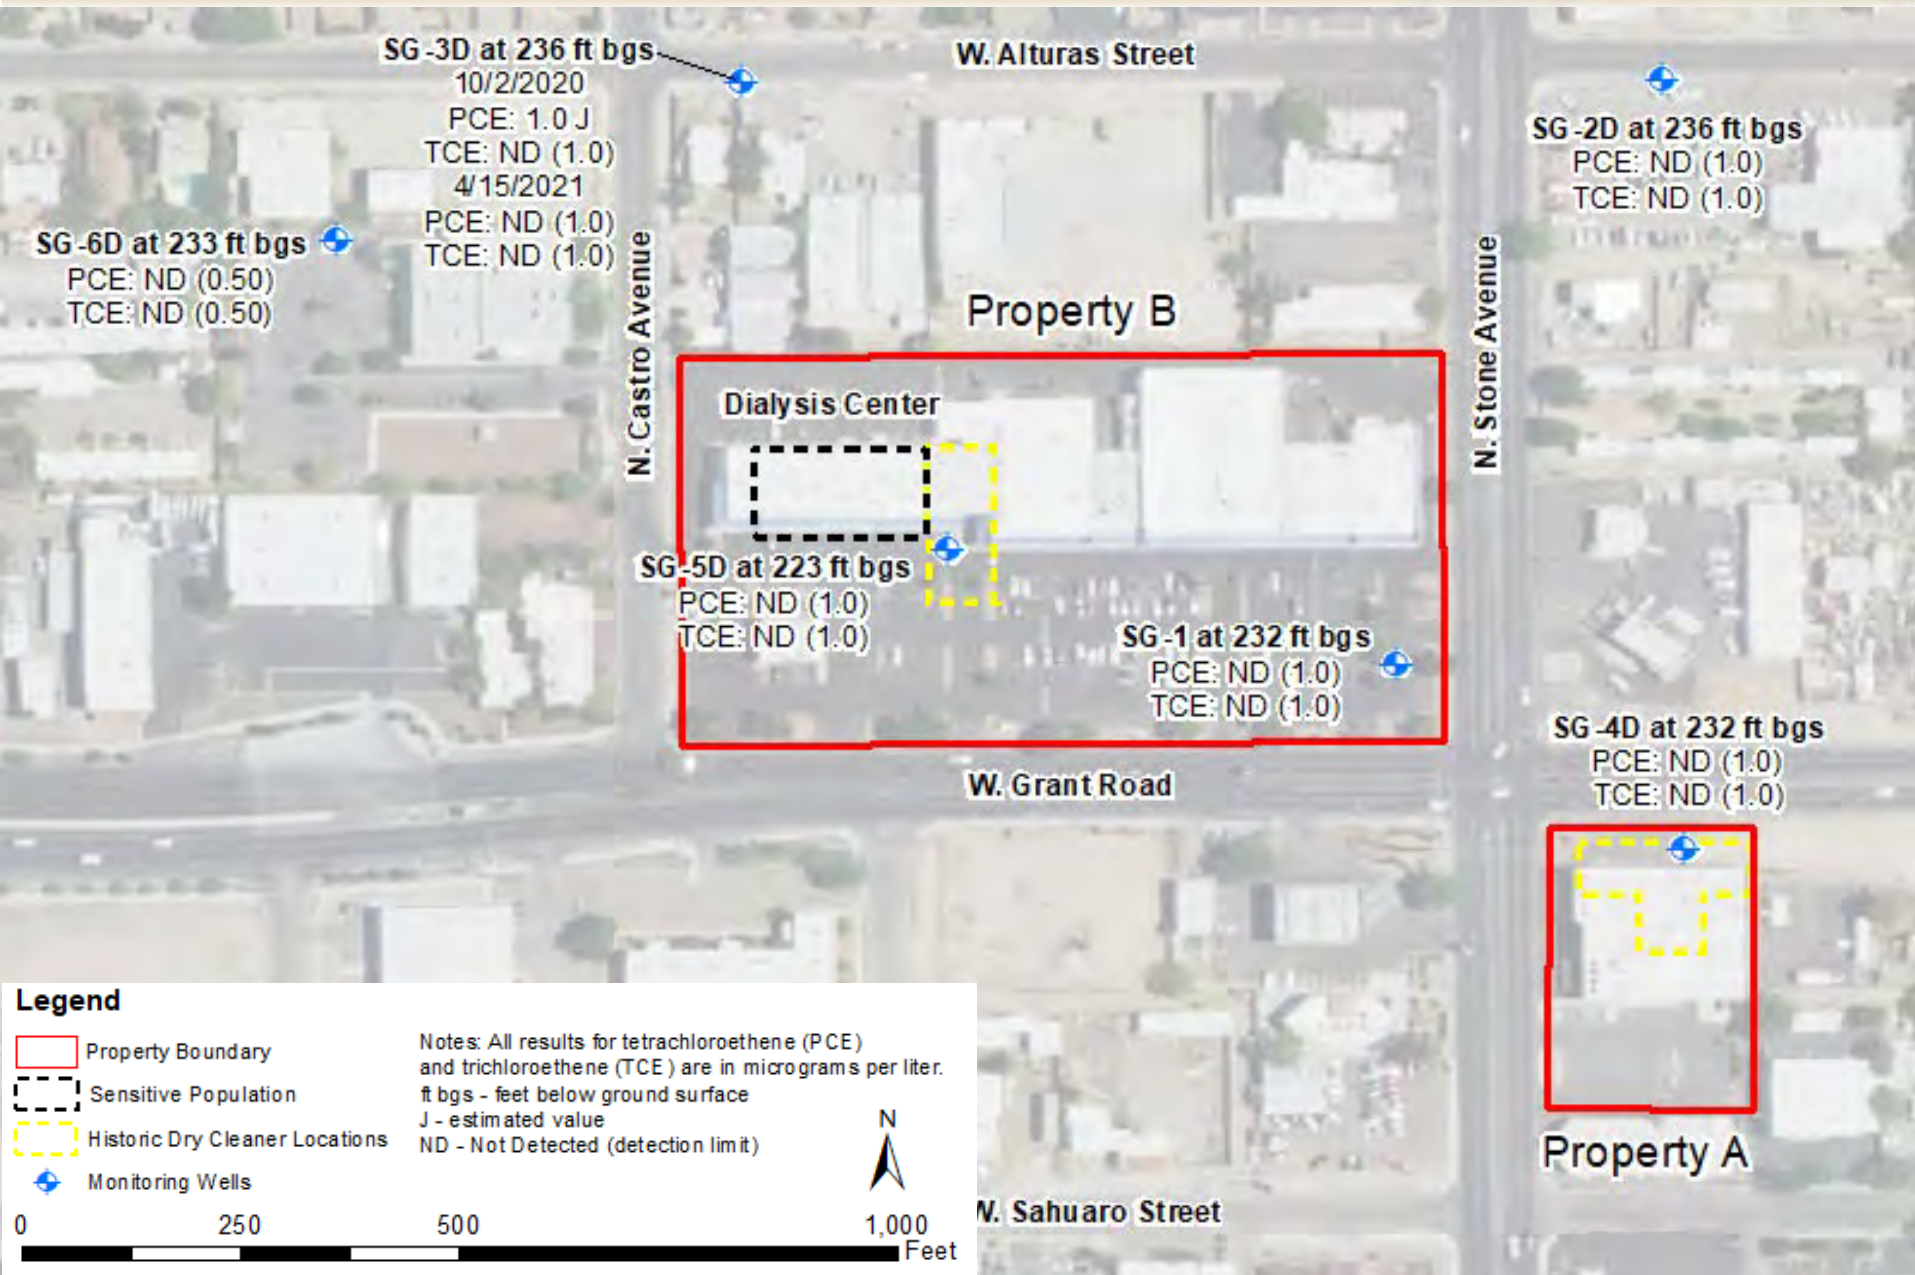 SG-3D at 236 ft bgs
10/2/2020
PCE: 1.0 J
TCE: ND (1.0)
4/15/2021
PCE: ND (1.0)
TCE: ND (1.0)
W. Alturas Street
SG-2D at 236 ft bgs
PCE: ND (1.0)
TCE: ND (1.0)
SG-6D at 233 ft bgs
PCE: ND (0.50)
TCE: ND (0.50)
N. Castro Avenue
N. Stone Avenue
Property B
Dialysis Center
SG-5D at 223 ft bgs
PCE: ND (1.0)
TCE: ND (1.0)
SG-1 at 232 ft bgs
PCE: ND (1.0)
TCE: ND (1.0)
SG-4D at 232 ft bgs
PCE: ND (1.0)
TCE: ND (1.0)
W. Grant Road
Property A
W. Sahuaro Street
Legend
Property Boundary
Sensitive Population
Historic Dry Cleaner Locations
Monitoring Wells
Notes: All results for tetrachloroethene (PCE)
and trichloroethene (TCE) are in micrograms per liter.
ft bgs - feet below ground surface
J - estimated value
ND - Not Detected (detection limit)
N
0 250 500 1,000
Feet